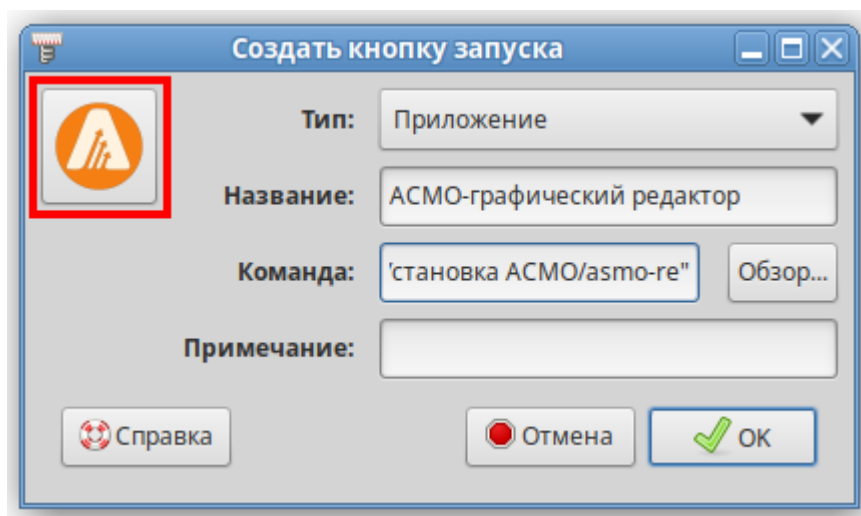 Создать кнопку запуска
Тип: Приложение
Название: АСМО-графический редактор
Команда: становка АСМО/asmo-re" Обзор...
Примечание:
Справка Отмена OK